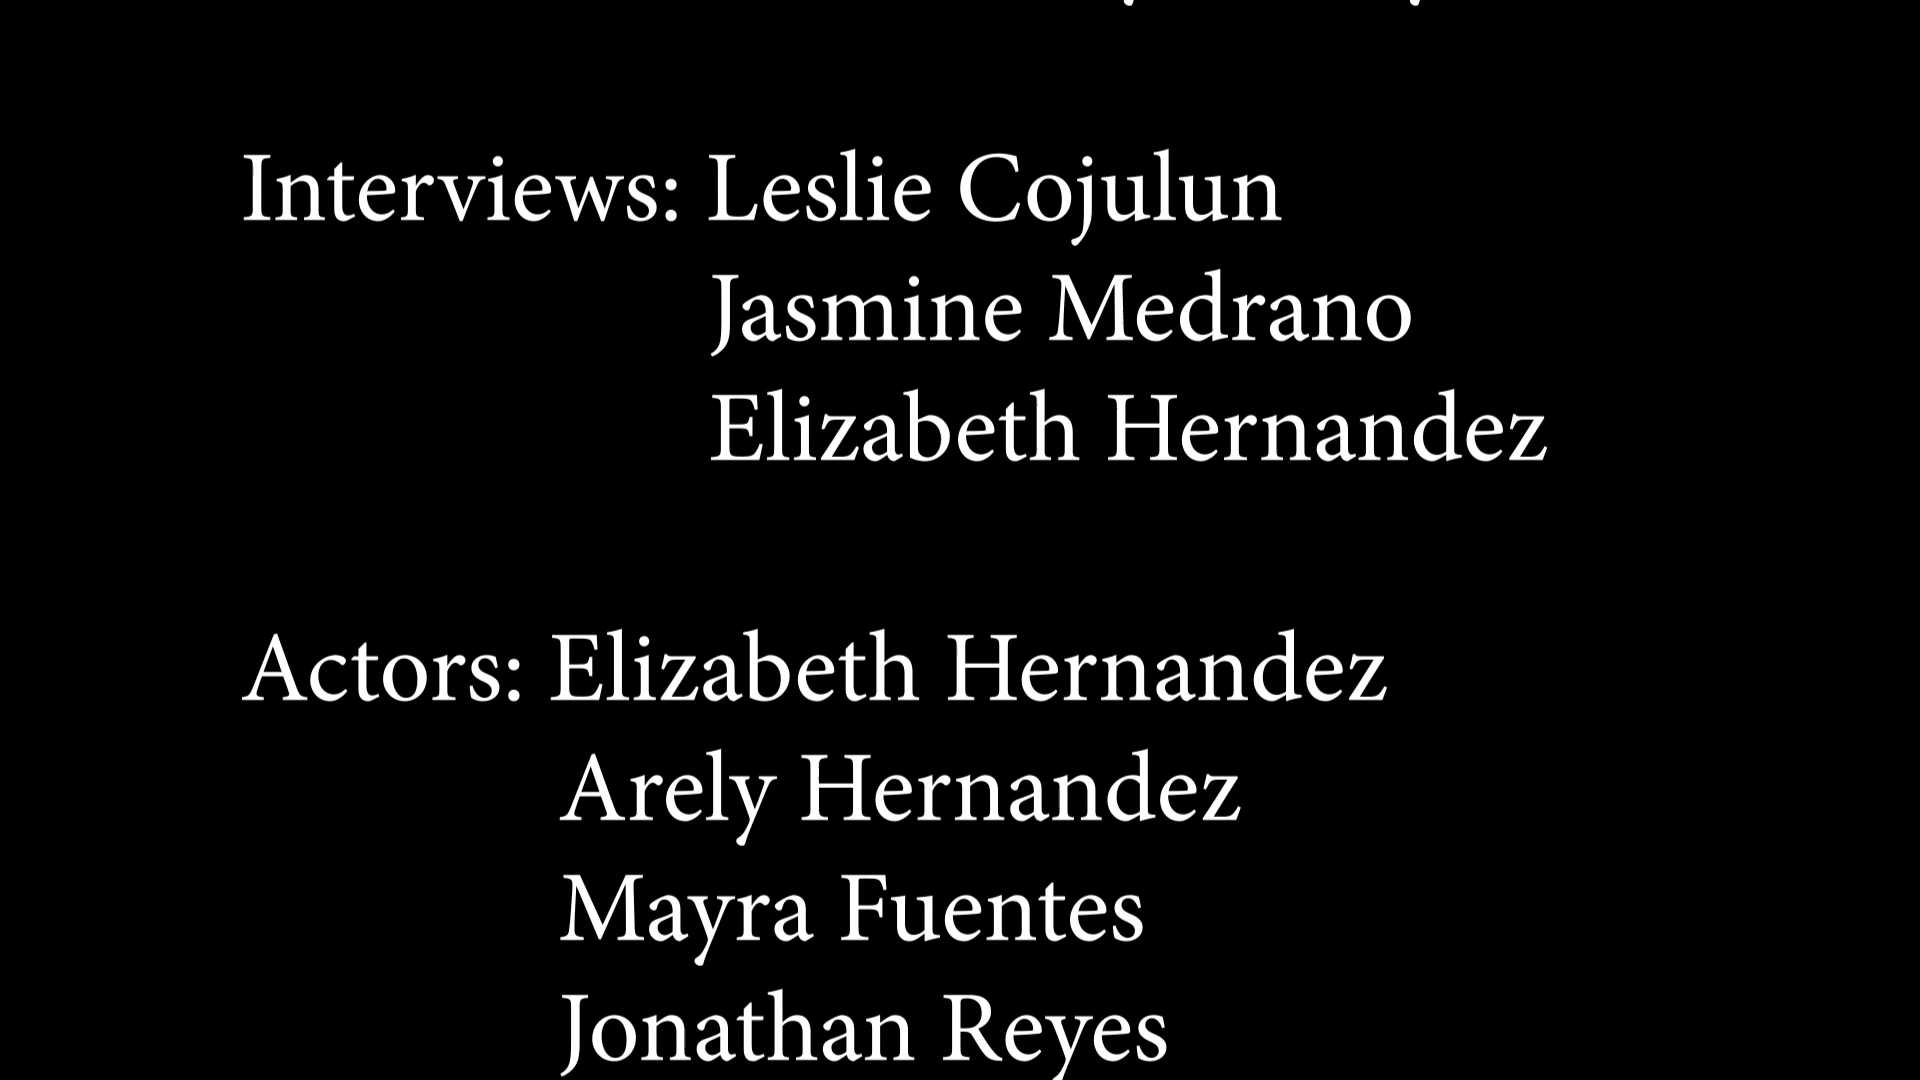 Interviews: Leslie Cojulun
Jasmine Medrano
Elizabeth Hernandez
Actors: Elizabeth Hernandez
Arely Hernandez
Mayra Fuentes
Jonathan Reyes